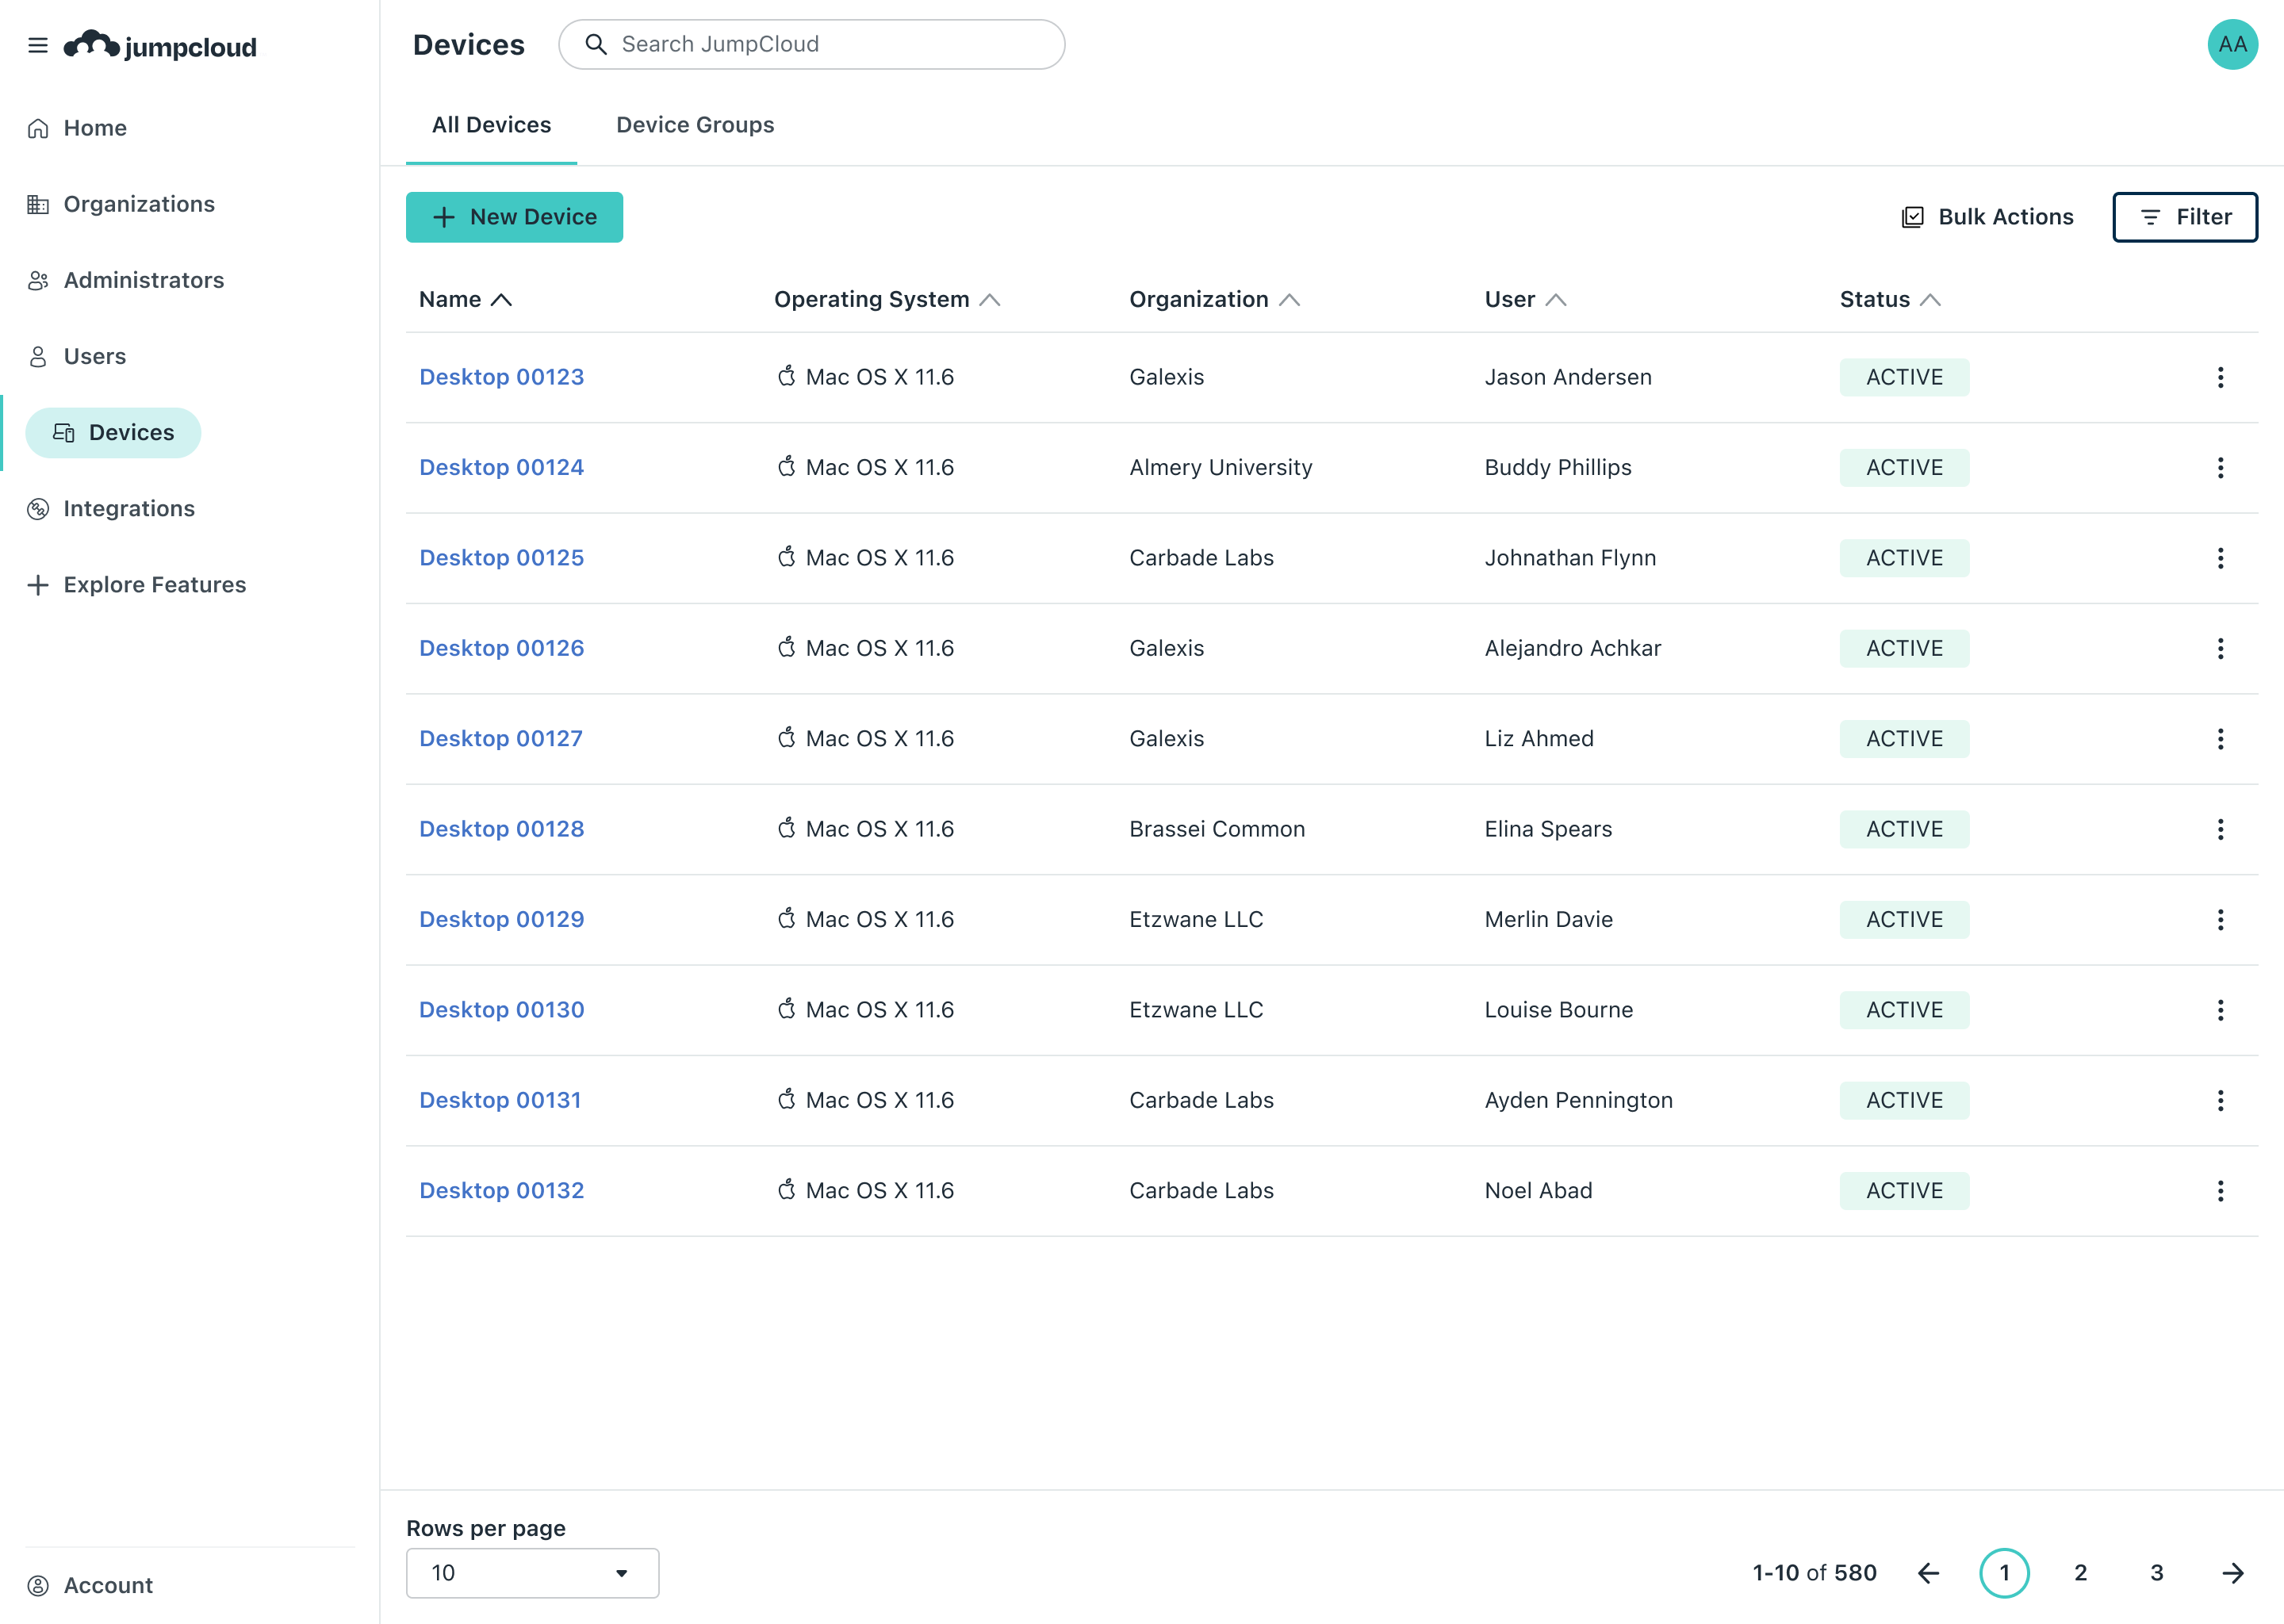 jumpcloud
Home
Organizations
Administrators
Users
Devices
Integrations
Explore Features
Account
Devices
Search JumpCloud
AA
All Devices Device Groups
New Device Bulk Actions Filter
Name Operating System Organization User Status
Desktop 00123 Mac OS X 11.6 Galexis Jason Andersen ACTIVE
Desktop 00124 Mac OS X 11.6 Almery University Buddy Phillips ACTIVE
Desktop 00125 Mac OS X 11.6 Carbade Labs Johnathan Flynn ACTIVE
Desktop 00126 Mac OS X 11.6 Galexis Alejandro Achkar ACTIVE
Desktop 00127 Mac OS X 11.6 Galexis Liz Ahmed ACTIVE
Desktop 00128 Mac OS X 11.6 Brassei Common Elina Spears ACTIVE
Desktop 00129 Mac OS X 11.6 Etzwane LLC Merlin Davie ACTIVE
Desktop 00130 Mac OS X 11.6 Etzwane LLC Louise Bourne ACTIVE
Desktop 00131 Mac OS X 11.6 Carbade Labs Ayden Pennington ACTIVE
Desktop 00132 Mac OS X 11.6 Carbade Labs Noel Abad ACTIVE
Rows per page
10
1-10 of 580 1 2 3